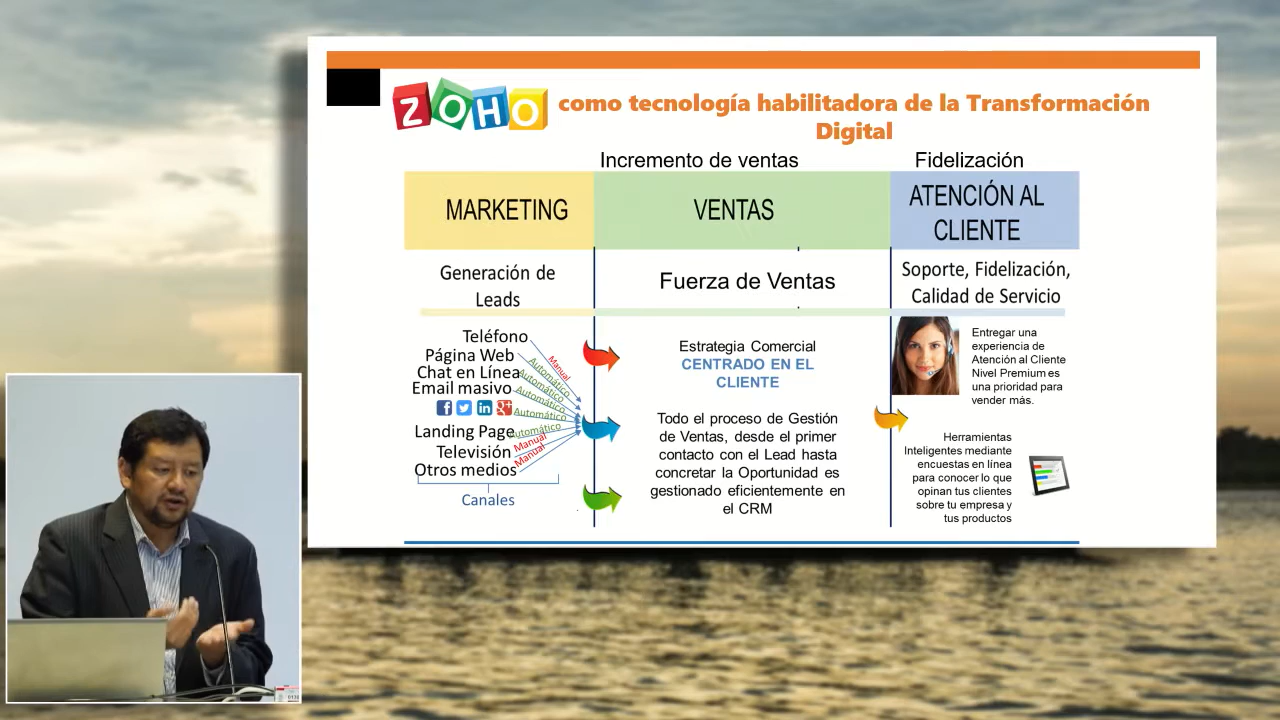 ZOHO como tecnología habilitadora de la Transformación
Digital
Incremento de ventas
Fidelización
MARKETING
VENTAS
ATENCIÓN AL
CLIENTE
Generación de
Leads
Fuerza de Ventas
Soporte, Fidelización,
Calidad de Servicio
Teléfono
Página Web
Chat en Línea
Email masivo
Landing Page
Televisión
Otros medios
Canales
Manual
Automático
Automático
Automático
Automático
Automático
Manual
Manual
Estrategia Comercial
CENTRADO EN EL
CLIENTE
Todo el proceso de Gestión
de Ventas, desde el primer
contacto con el Lead hasta
concretar la Oportunidad es
gestionado eficientemente en
el CRM
Entregar una
experiencia de
Atención al Cliente
Nivel Premium es
una prioridad para
vender más.
Herramientas
Inteligentes mediante
encuestas en línea
para conocer lo que
opinan tus clientes
sobre tu empresa y
tus productos